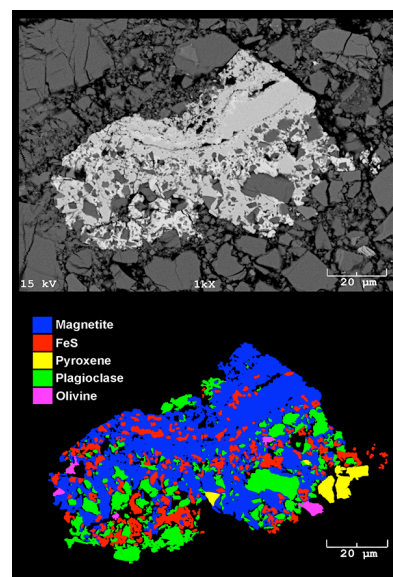 20 μm
15 kV 1kX
Magnetite
FeS
Pyroxene
Plagioclase
Olivine
20 μm